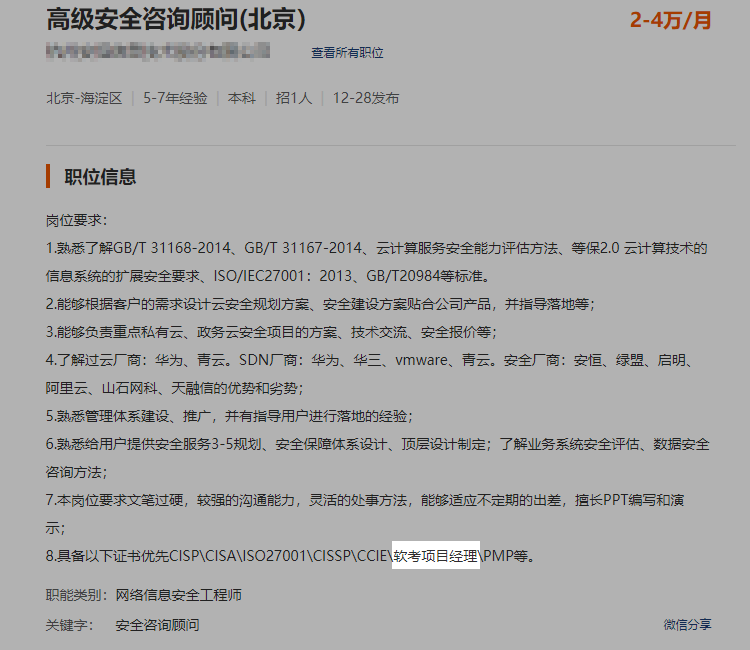 高级安全咨询顾问(北京)
2-4万/月
查看所有职位
北京-海淀区 | 5-7年经验 | 本科 | 招1人 | 12-28发布
职位信息
岗位要求：
1.熟悉了解GB/T 31168-2014、GB/T 31167-2014、云计算服务安全能力评估方法、等保2.0 云计算技术的
信息系统的扩展安全要求、ISO/IEC27001：2013、GB/T20984等标准。
2.能够根据客户的需求设计云安全规划方案、安全建设方案贴合公司产品，并指导落地等；
3.能够负责重点私有云、政务云安全项目的方案、技术交流、安全报价等；
4.了解过云厂商：华为、青云。SDN厂商：华为、华三、vmware、青云。安全厂商：安恒、绿盟、启明、
阿里云、山石网科、天融信的优势和劣势；
5.熟悉管理体系建设、推广，并有指导用户进行落地的经验；
6.熟悉给用户提供安全服务3-5规划、安全保障体系设计、顶层设计制定；了解业务系统安全评估、数据安全
咨询方法；
7.本岗位要求文笔过硬，较强的沟通能力，灵活的处事方法，能够适应不定期的出差，擅长PPT编写和演
示；
8.具备以下证书优先CISP\CISA\ISO27001\CISSP\CCIE\软考项目经理\PMP等。
职能类别：网络信息安全工程师
关键字：安全咨询顾问
微信分享